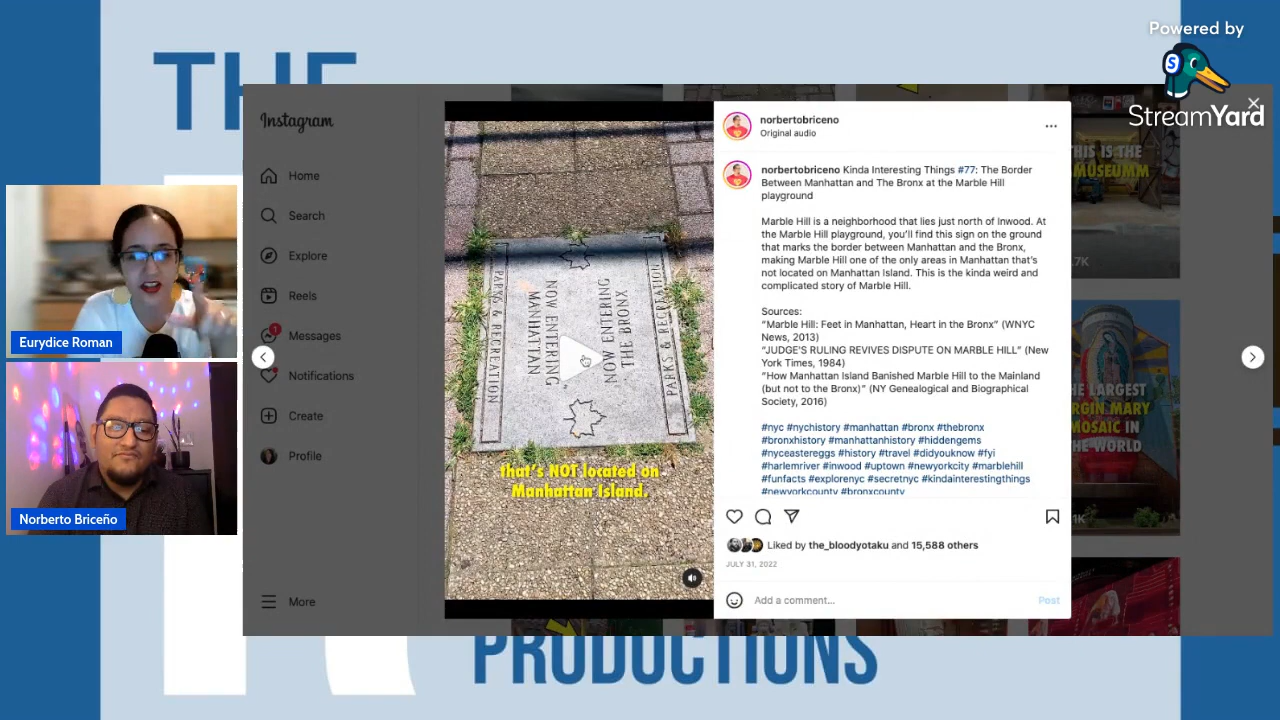 Powered by
StreamYard
THE
PRODUCTIONS
Eurydice Roman
Norberto Briceño
Instagram
Home
Search
Explore
Reels
1
Messages
Notifications
Create
Profile
More
PARKS & RECREATION
NOW ENTERING
MANHATTAN
NOW ENTERING
THE BRONX
PARKS & RECREATION
that's NOT located on
Manhattan Island.
norbertobriceno
Original audio
norbertobriceno Kinda Interesting Things #77: The Border
Between Manhattan and The Bronx at the Marble Hill
playground
Marble Hill is a neighborhood that lies just north of Inwood. At
the Marble Hill playground, you'll find this sign on the ground
that marks the border between Manhattan and the Bronx,
making Marble Hill one of the only areas in Manhattan that's
not located on Manhattan Island. This is the kinda weird and
complicated story of Marble Hill.
Sources:
"Marble Hill: Feet in Manhattan, Heart in the Bronx" (WNYC
News, 2013)
"JUDGE'S RULING REVIVES DISPUTE ON MARBLE HILL" (New
York Times, 1984)
"How Manhattan Island Banished Marble Hill to the Mainland
(but not to the Bronx)" (NY Genealogical and Biographical
Society, 2016)
#nyc #nychistory #manhattan #bronx #thebronx
#bronxhistory #manhattanhistory #hiddengems
#nyceastereggs #history #travel #didyouknow #fyi
#harlemriver #inwood #uptown #newyorkcity #marblehill
#funfacts #explorenyc #secretnyc #kindainterestingthings
#newyorkcounty #bronxcounty
Liked by the_bloodyotaku and 15,588 others
JULY 31, 2022
Add a comment...
Post
THIS IS THE
MUSEUMM
.7K
HE LARGEST
RGIN MARY
MOSAIC IN
HE WORLD
1K